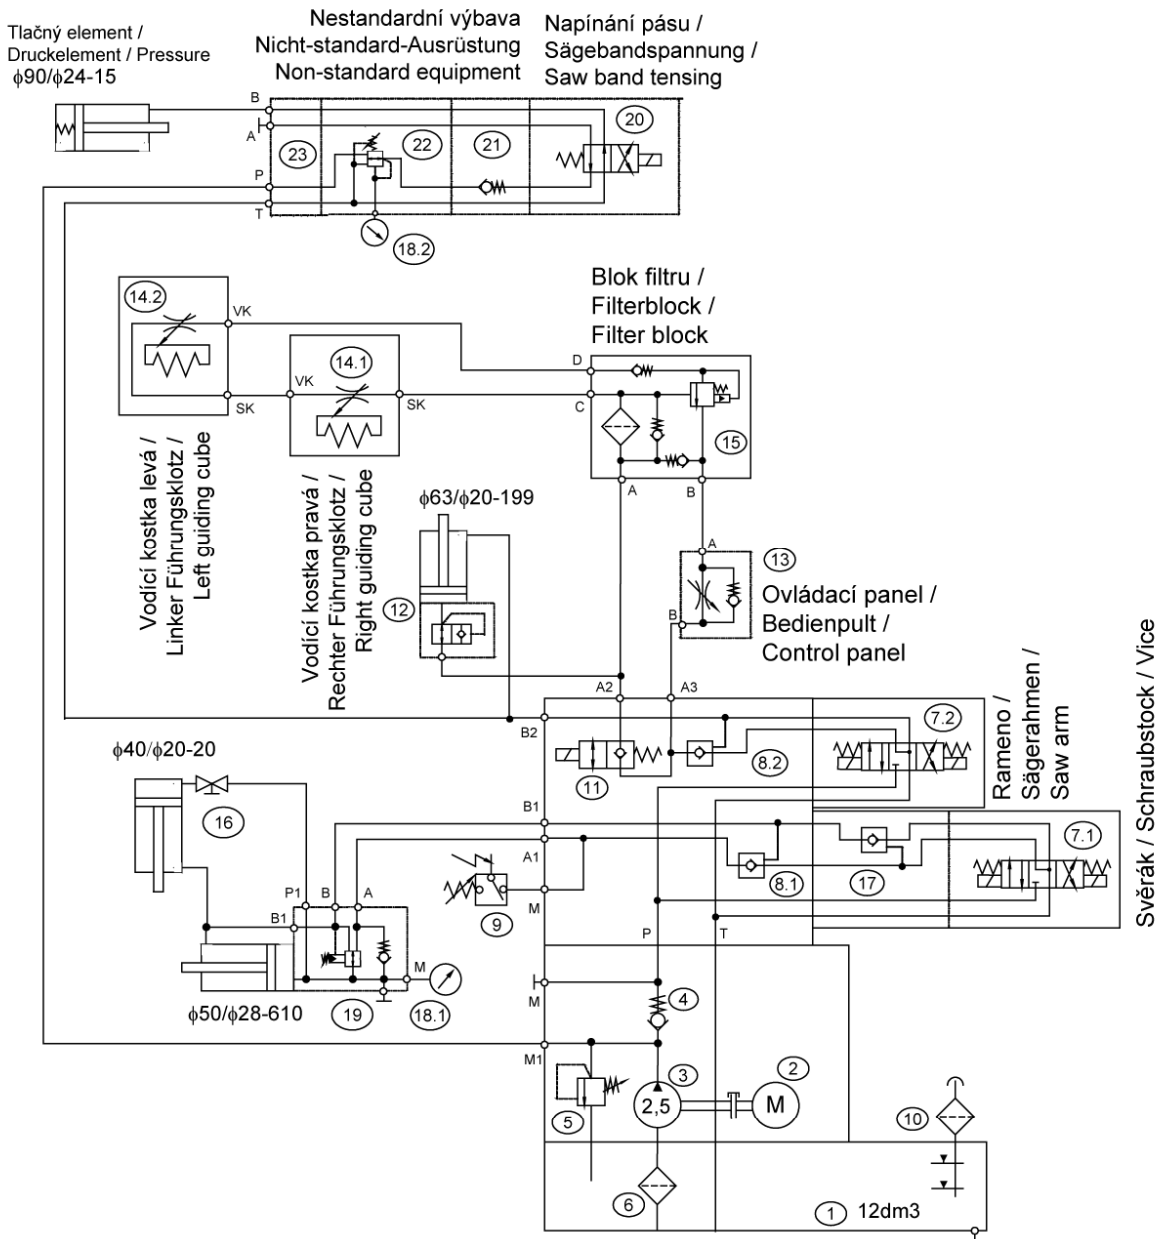 Tlačný element /
Druckelement / Pressure
ϕ90/ϕ24-15
Nestandardní výbava
Nicht-standard-Ausrüstung
Non-standard equipment
Napínání pásu /
Sägebandspannung /
Saw band tensing
B
A
P
T
23
22
21
20
18.2
14.2
VK
SK
14.1
VK
SK
Vodící kostka levá /
Linker Führungsklotz /
Left guiding cube
Vodící kostka pravá /
Rechter Führungsklotz /
Right guiding cube
Blok filtru /
Filterblock /
Filter block
D
C
15
A
B
ϕ63/ϕ20-199
12
A
13
B
Ovládací panel /
Bedienpult /
Control panel
A2
A3
B2
11
8.2
7.2
Rameno /
Sägerahmen /
Saw arm
Svěrák / Schraubstock / Vice
ϕ40/ϕ20-20
16
B1
A1
M
9
8.1
17
7.1
P1
B
A
B1
M
ϕ50/ϕ28-610
19
18.1
P
T
M
4
M1
3
2
2,5
M
5
10
6
1
12dm3